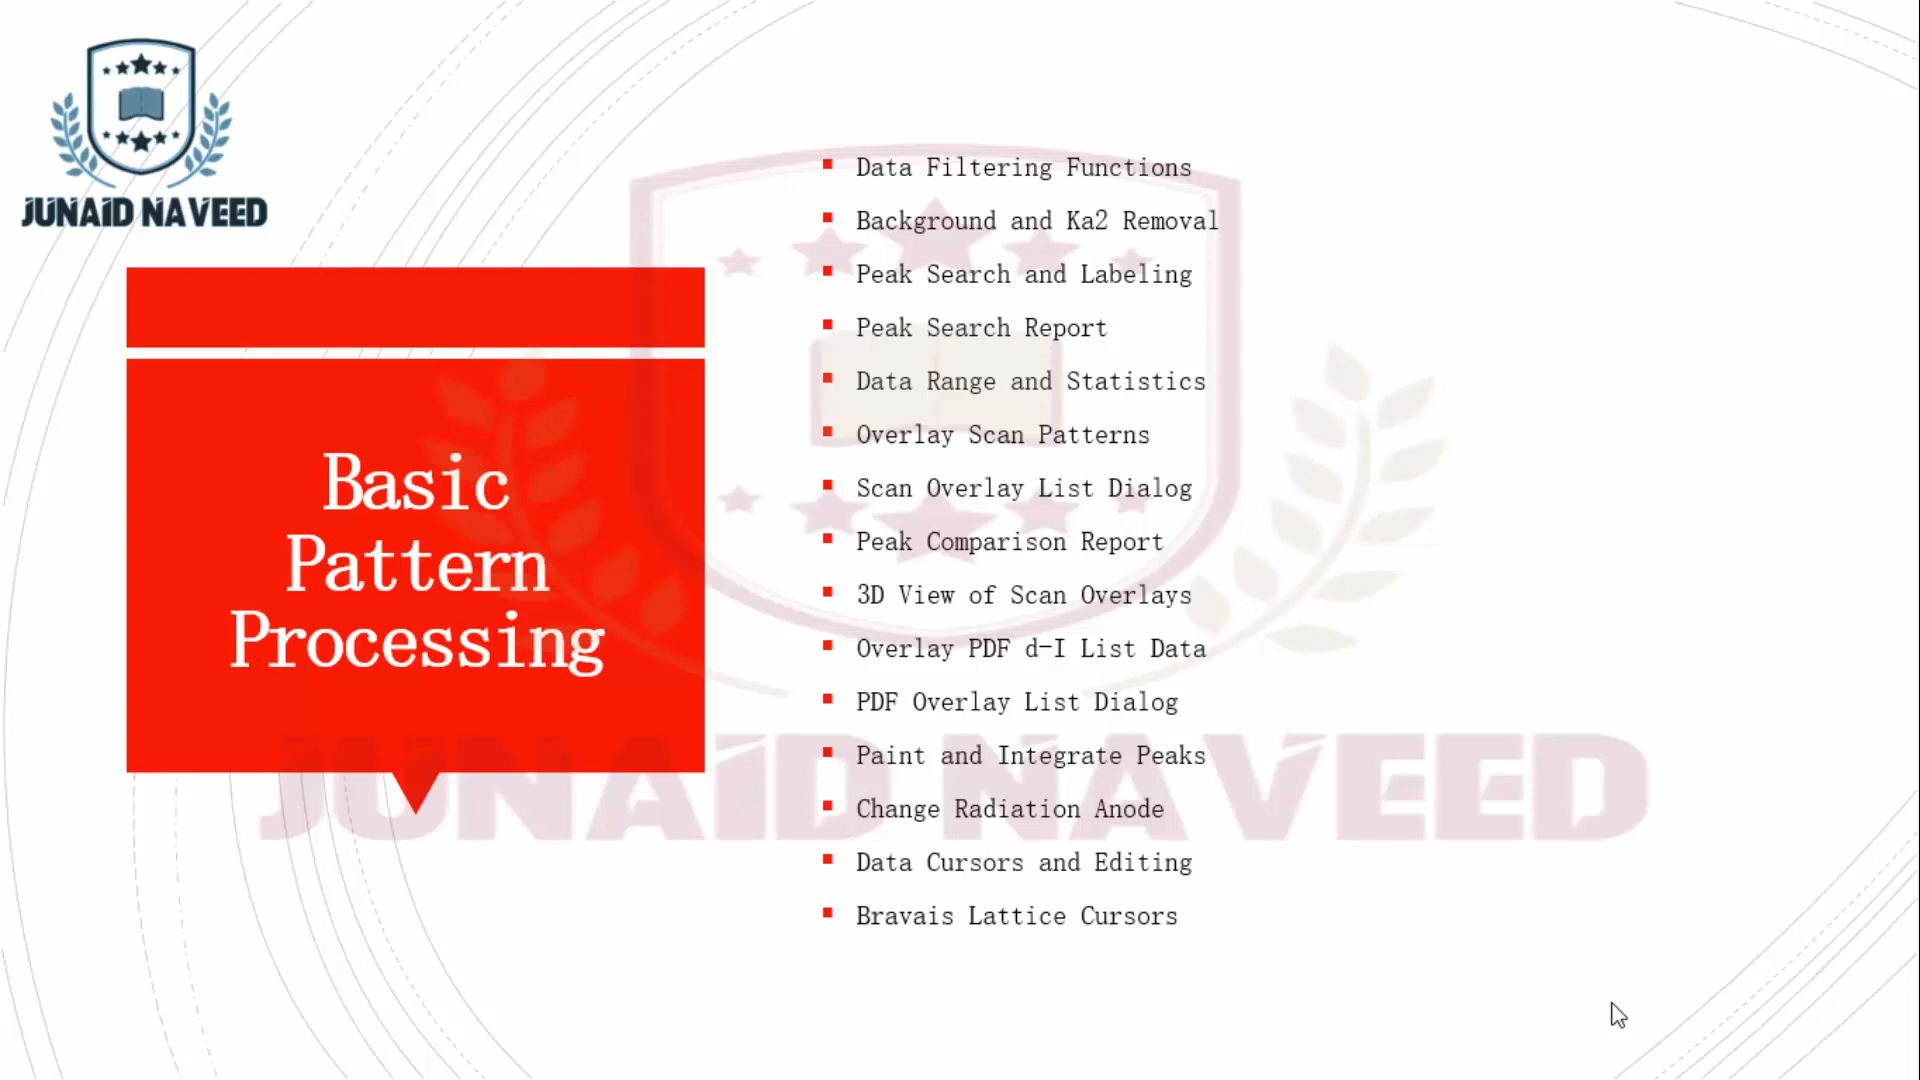 JUNAID NAVEED
Basic
Pattern
Processing
Data Filtering Functions
Background and Ka2 Removal
Peak Search and Labeling
Peak Search Report
Data Range and Statistics
Overlay Scan Patterns
Scan Overlay List Dialog
Peak Comparison Report
3D View of Scan Overlays
Overlay PDF d-I List Data
PDF Overlay List Dialog
Paint and Integrate Peaks
Change Radiation Anode
Data Cursors and Editing
Bravais Lattice Cursors
JUNAID NAVEED